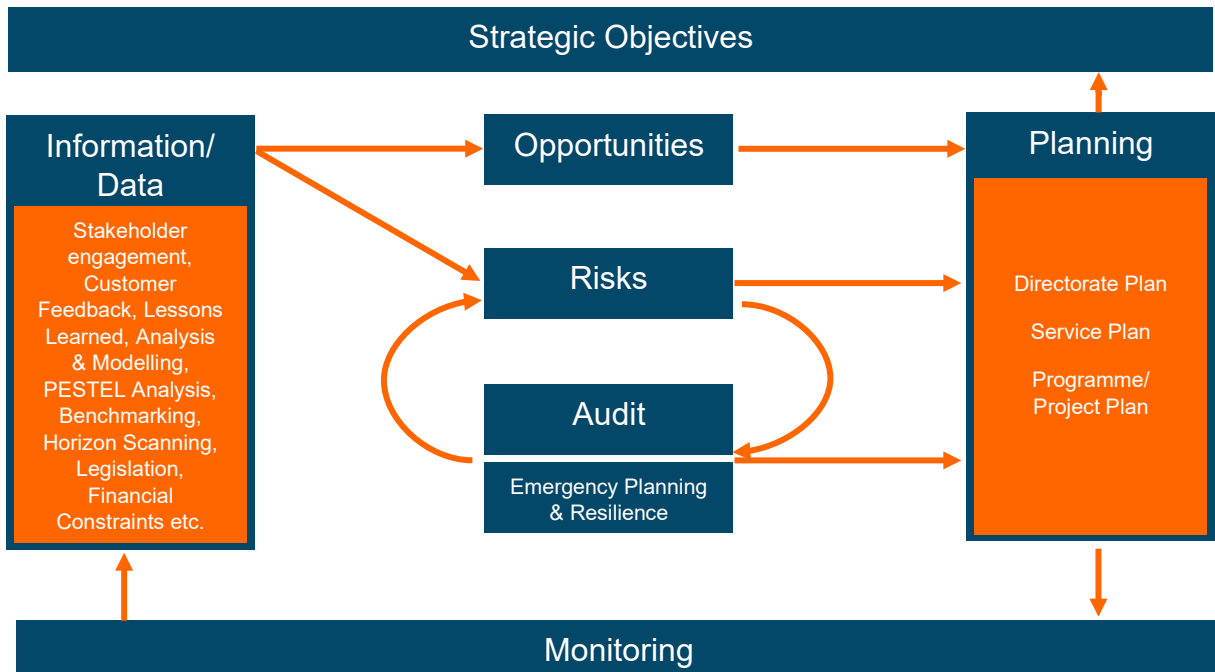 Strategic Objectives
Information/
Data
Stakeholder
engagement,
Customer
Feedback, Lessons
Learned, Analysis
& Modelling,
PESTEL Analysis,
Benchmarking,
Horizon Scanning,
Legislation,
Financial
Constraints etc.
Opportunities
Risks
Audit
Emergency Planning
& Resilience
Planning
Directorate Plan
Service Plan
Programme/
Project Plan
Monitoring